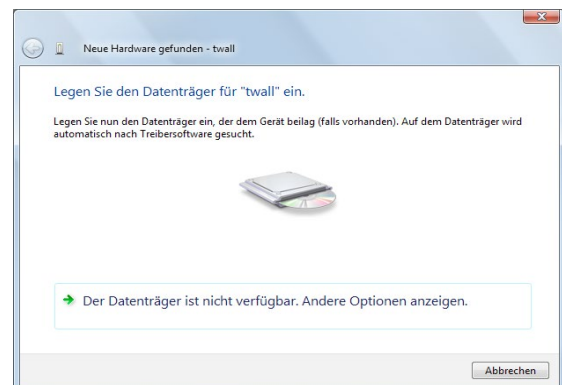 Neue Hardware gefunden - twall
Legen Sie den Datenträger für "twall" ein.
Legen Sie nun den Datenträger ein, der dem Gerät beilag (falls vorhanden). Auf dem Datenträger wird
automatisch nach Treibersoftware gesucht.
Der Datenträger ist nicht verfügbar. Andere Optionen anzeigen.
Abbrechen